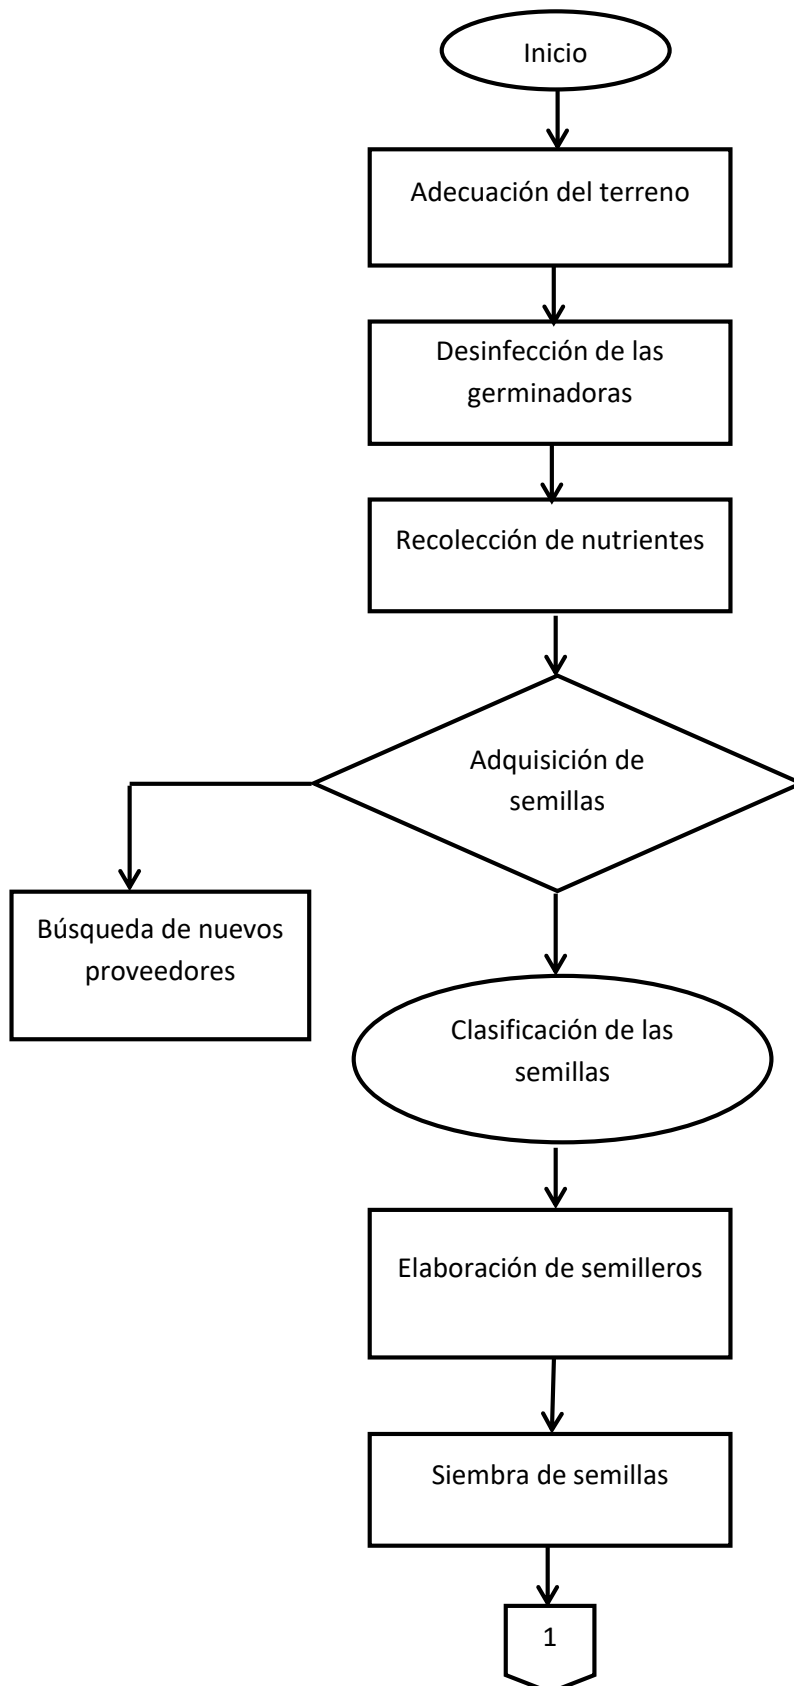 Inicio
Adecuación del terreno
Desinfección de las
germinadoras
Recolección de nutrientes
Adquisición de
semillas
Búsqueda de nuevos
proveedores
Clasificación de las
semillas
Elaboración de semilleros
Siembra de semillas
1